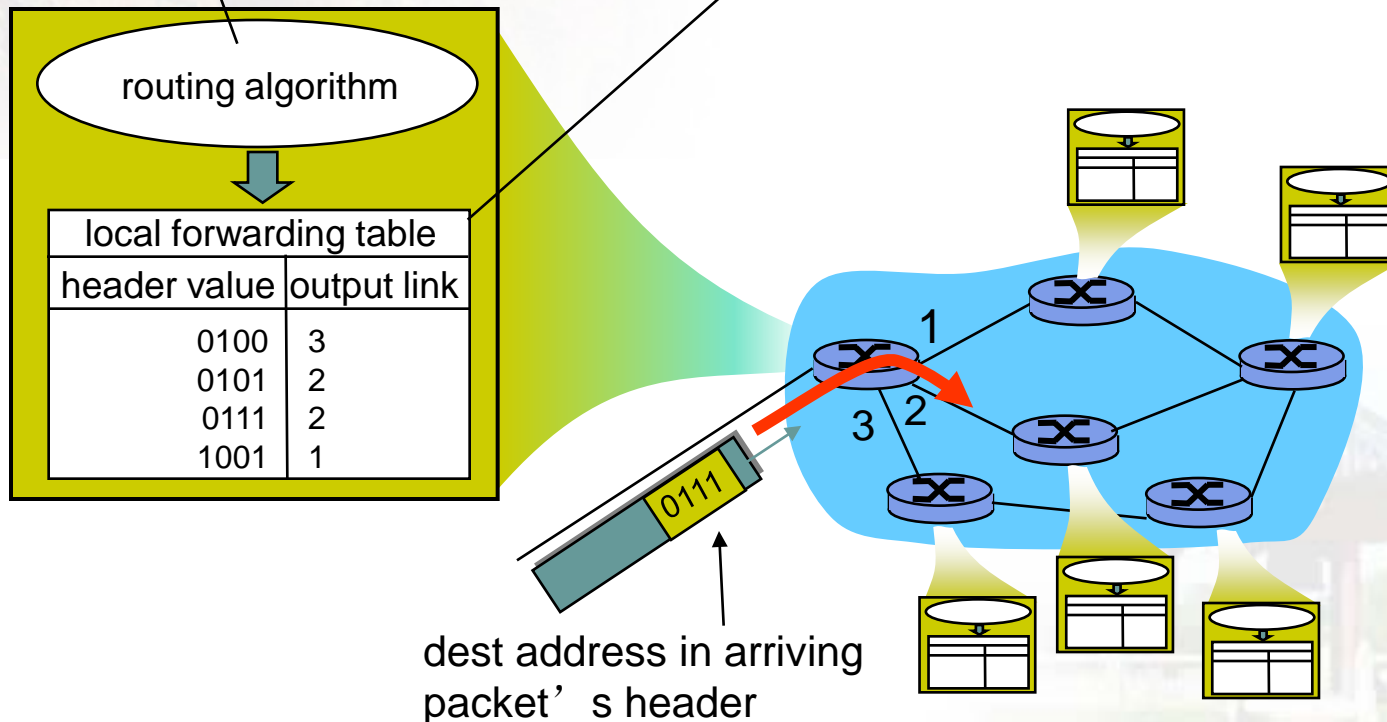 routing algorithm
local forwarding table
header value output link
0100 3
0101 2
0111 2
1001 1
1
2
3
0111
dest address in arriving
packet’ s header